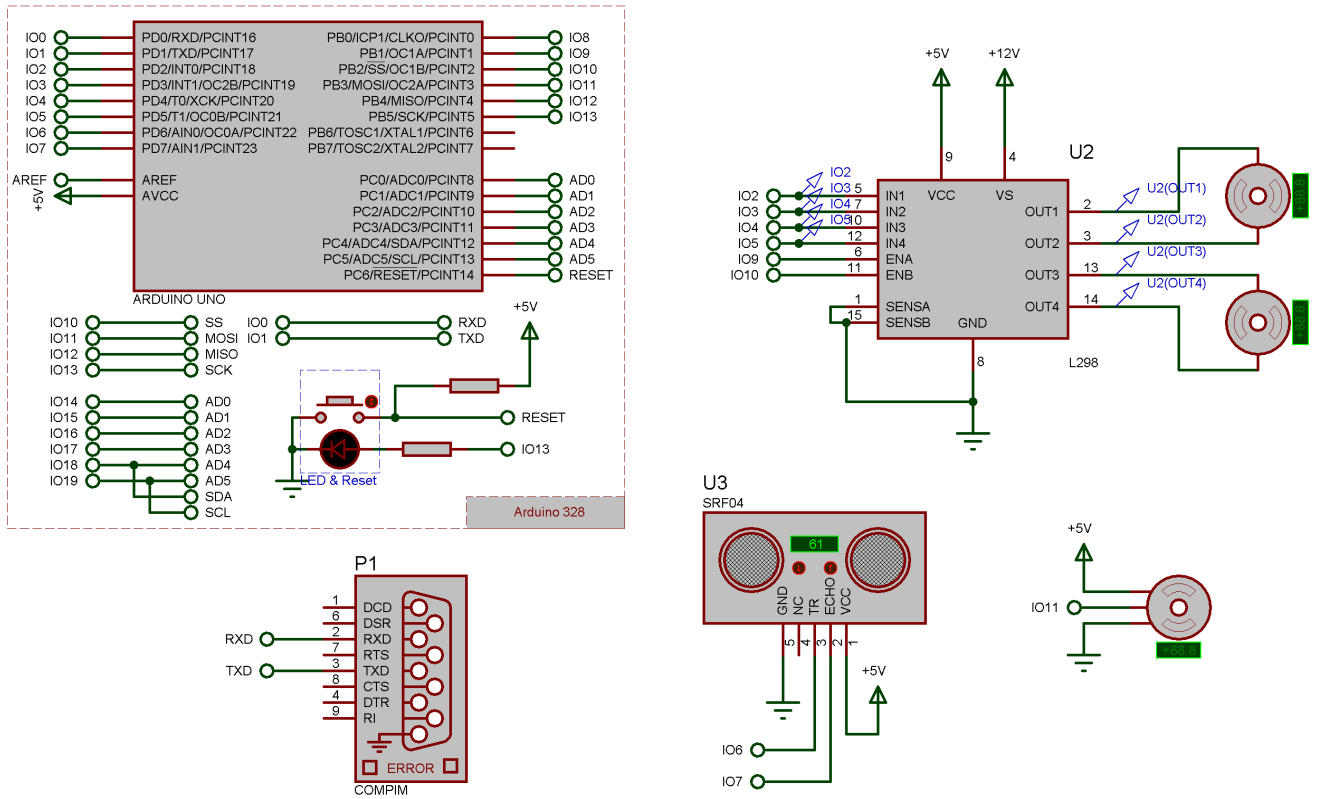 IO0 PD0/RXD/PCINT16 PB0/ICP1/CLKO/PCINT0 IO8
IO1 PD1/TXD/PCINT17 PB1/OC1A/PCINT1 IO9
IO2 PD2/INT0/PCINT18 PB2/SS/OC1B/PCINT2 IO10
IO3 PD3/INT1/OC2B/PCINT19 PB3/MOSI/OC2A/PCINT3 IO11
IO4 PD4/T0/XCK/PCINT20 PB4/MISO/PCINT4 IO12
IO5 PD5/T1/OC0B/PCINT21 PB5/SCK/PCINT5 IO13
IO6 PD6/AIN0/OC0A/PCINT22 PB6/TOSC1/XTAL1/PCINT6
IO7 PD7/AIN1/PCINT23 PB7/TOSC2/XTAL2/PCINT7
AREF AREF PC0/ADC0/PCINT8 AD0
+5V AVCC PC1/ADC1/PCINT9 AD1
PC2/ADC2/PCINT10 AD2
PC3/ADC3/PCINT11 AD3
PC4/ADC4/SDA/PCINT12 AD4
PC5/ADC5/SCL/PCINT13 AD5
PC6/RESET/PCINT14 RESET
ARDUINO UNO
IO10 SS IO0 RXD
IO11 MOSI IO1 TXD
IO12 MISO
IO13 SCK
+5V
IO14 AD0
IO15 AD1 RESET
IO16 AD2
IO17 AD3 IO13
IO18 AD4
IO19 AD5 LED & Reset
SDA
SCL
Arduino 328
+5V +12V
9 4
U2
IO2
IO3
IO4
IO5
IO2 5 IN1 VCC VS
IO3 7 IN2 OUT1 2 U2(OUT1)
IO4 10 IN3
IO5 12 IN4 OUT2 3 U2(OUT2)
IO9 6 ENA
IO10 11 ENB OUT3 13 U2(OUT3)
1 SENSA OUT4 14 U2(OUT4)
15 SENSB GND
8
L298
+88.8
+88.8
P1
1 DCD
6 DSR
RXD 2 RXD
7 RTS
TXD 3 TXD
8 CTS
4 DTR
9 RI
ERROR
COMPIM
U3
SRF04
61
GND NC TR ECHO VCC
5 4 3 2 1
+5V
IO6
IO7
+5V
IO11
+88.8